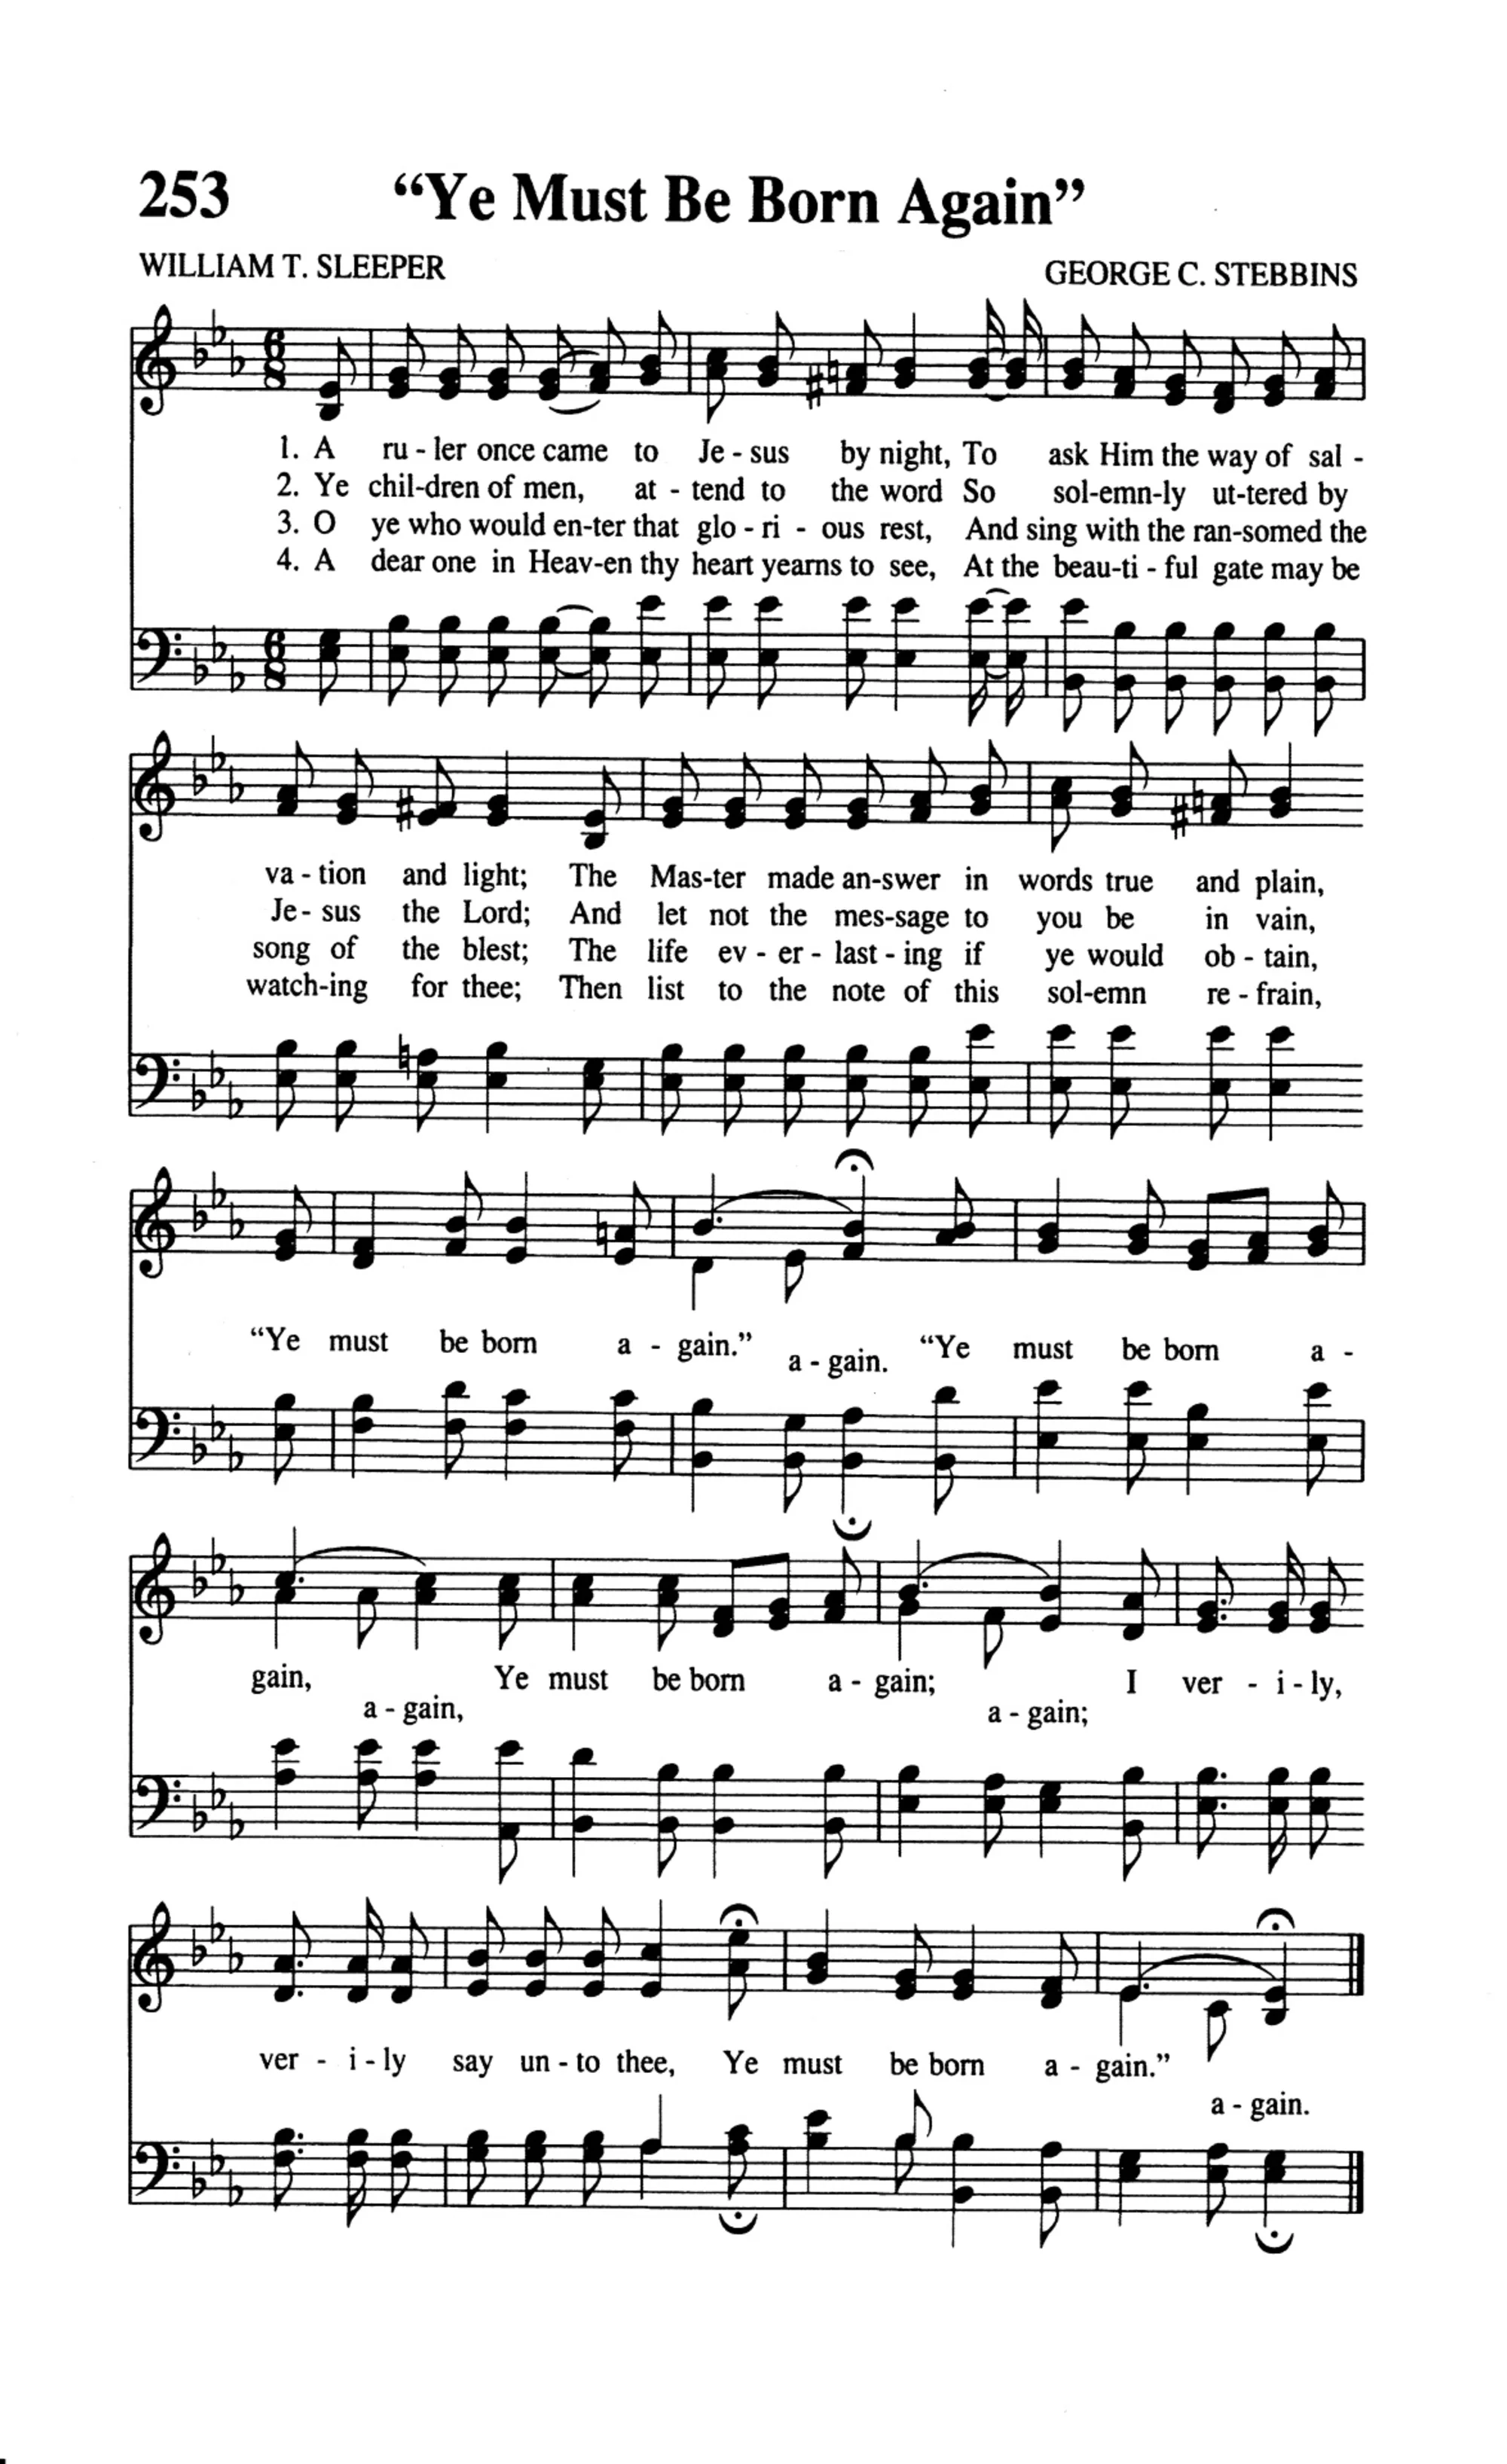 253 “Ye Must Be Born Again”
WILLIAM T. SLEEPER GEORGE C. STEBBINS
1. A ru - ler once came to Je - sus by night, To ask Him the way of sal -
2. Ye chil-dren of men, at - tend to the word So sol-emn-ly ut-tered by
3. O ye who would en-ter that glo - ri - ous rest, And sing with the ran-somed the
4. A dear one in Heav-en thy heart yearns to see, At the beau-ti - ful gate may be
va - tion and light; The Mas-ter made an-swer in words true and plain,
Je - sus the Lord; And let not the mes-sage to you be in vain,
song of the blest; The life ev - er - last - ing if ye would ob - tain,
watch-ing for thee; Then list to the note of this sol-emn re - frain,
“Ye must be born a - gain.” a - gain. “Ye must be born a -
gain, Ye must be born a - gain; I ver - i - ly,
a - gain, a - gain;
ver - i - ly say un - to thee, Ye must be born a - gain.”
a - gain.